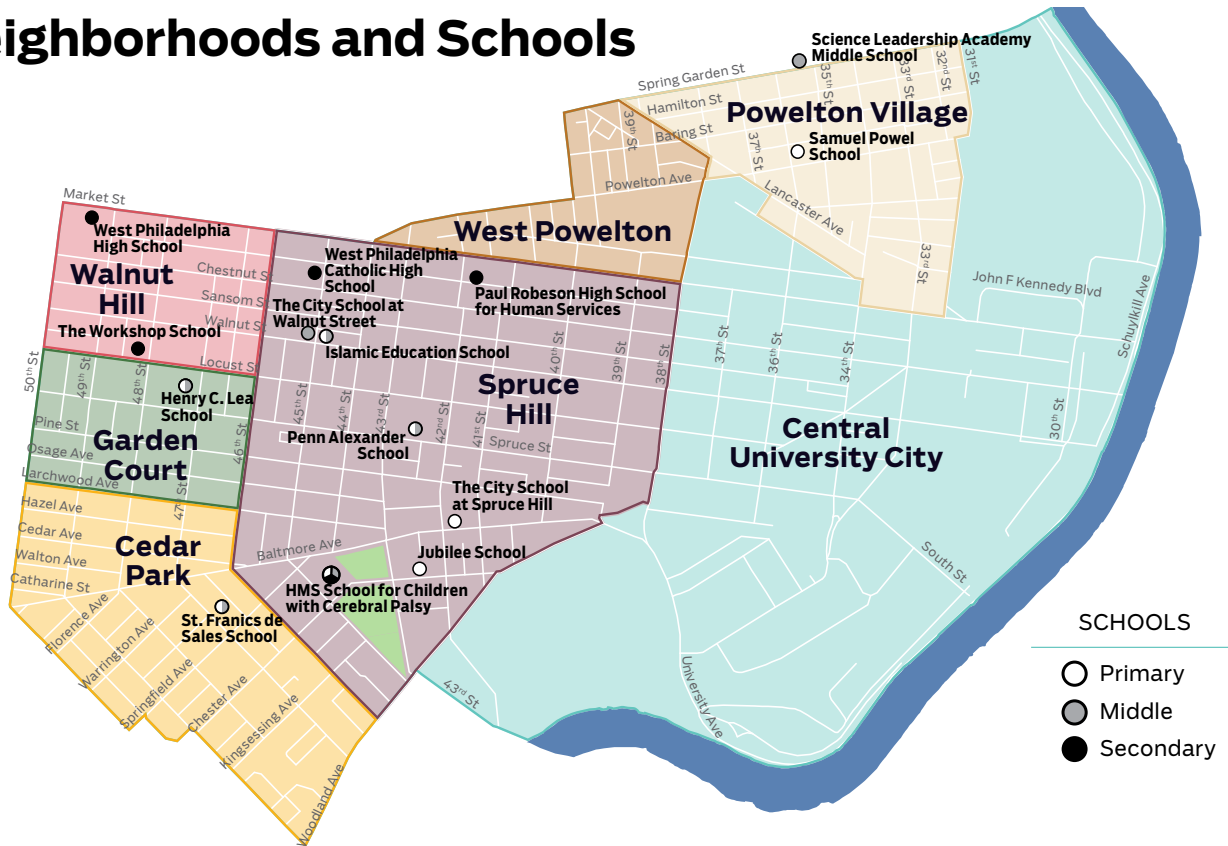 eighborhoods and Schools
Science Leadership Academy
Middle School
Spring Garden St
Hamilton St
Baring St
Powelton Ave
Lancaster Ave
39th St
37th St
35th St
33rd St
32nd St
31st St
33rd St
Powelton Village
Samuel Powel
School
West Powelton
Market St
West Philadelphia
High School
Walnut
Hill
Chestnut S
Sansom S
Walnut S
Locust S
The Workshop School
West Philadelphia
Catholic High
School
The City School at
Walnut Street
Islamic Education School
Paul Robeson High School
for Human Services
Spruce
Hill
40th St
39th St
38th St
37th St
36th St
34th St
30th St
John F Kennedy Blvd
Schuylkill Ave
50th St
49th St
48th St
47th St
46th St
45th St
44th St
43rd St
42nd St
41st St
Henry C. Lea
School
Pine St
Osage Ave
Larchwood Ave
Garden
Court
Penn Alexander
School
Spruce St
Central
University City
The City School
at Spruce Hill
Hazel Ave
Cedar Ave
Walton Ave
Catharine St
Cedar
Park
Baltimore Ave
Jubilee School
HMS School for Children
with Cerebral Palsy
St. Franics de
Sales School
Florence Ave
Warrington Ave
Springfield Ave
Chester Ave
Kingsessing Ave
Woodland Ave
43rd St
University Ave
South St
SCHOOLS
Primary
Middle
Secondary